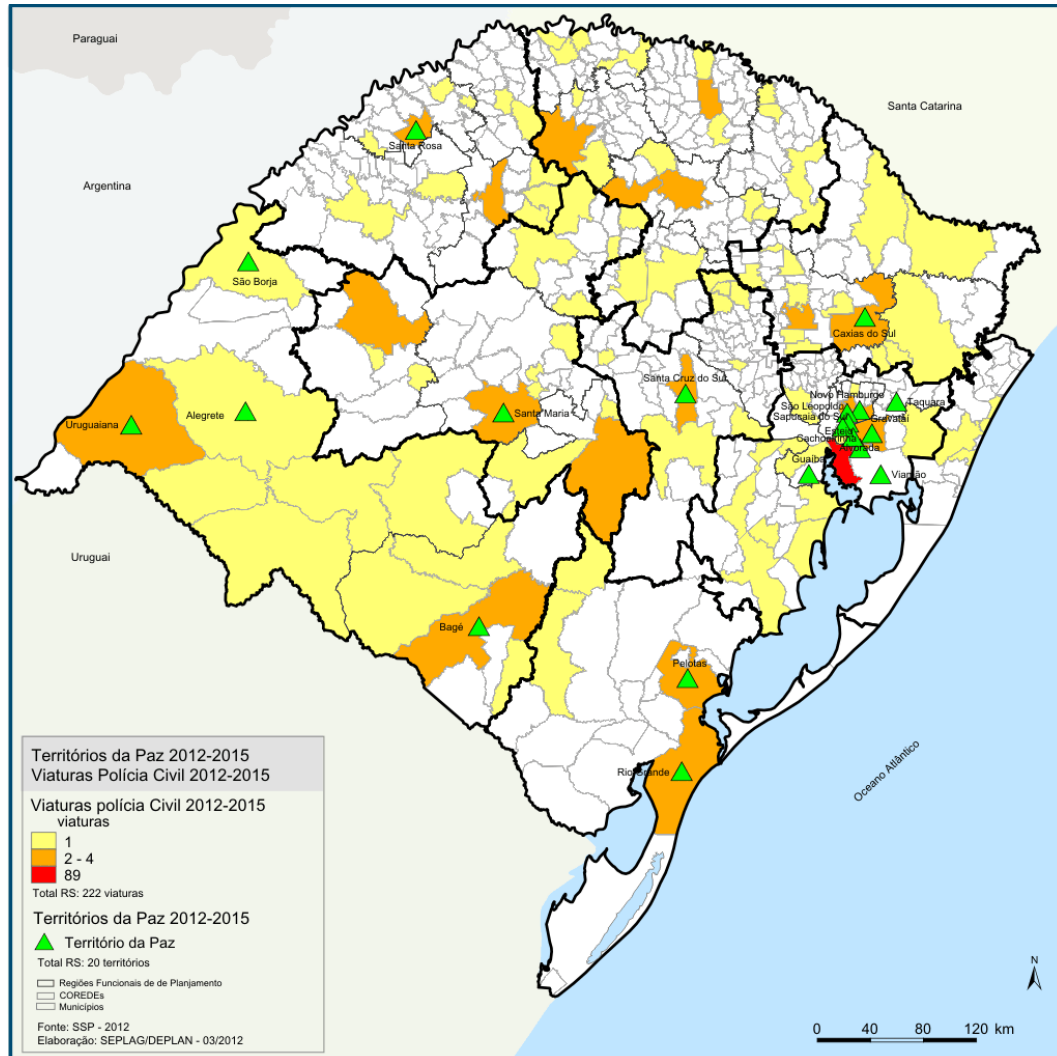 Paraguai
Santa Catarina
Argentina
Santa Rosa
São Borja
Caxias do Sul
Santa Cruz do Sul
Novo Hamburgo
Taquara
São Leopoldo
Alegrete
Santa Maria
Sapucaia do Sul
Gravataí
Uruguaiana
Esteio
Cachoeirinha
Alvorada
Guaíba
Viamão
Uruguai
Bagé
Pelotas
Rio Grande
Oceano Atlântico
Territórios da Paz 2012-2015
Viaturas Polícia Civil 2012-2015
Viaturas polícia Civil 2012-2015
viaturas
1
2 - 4
89
Total RS: 222 viaturas
Territórios da Paz 2012-2015
Território da Paz
Total RS: 20 territórios
Regiões Funcionais de de Planejamento
COREDEs
Municípios
Fonte: SSP - 2012
Elaboração: SEPLAG/DEPLAN - 03/2012
N
0 40 80 120 km